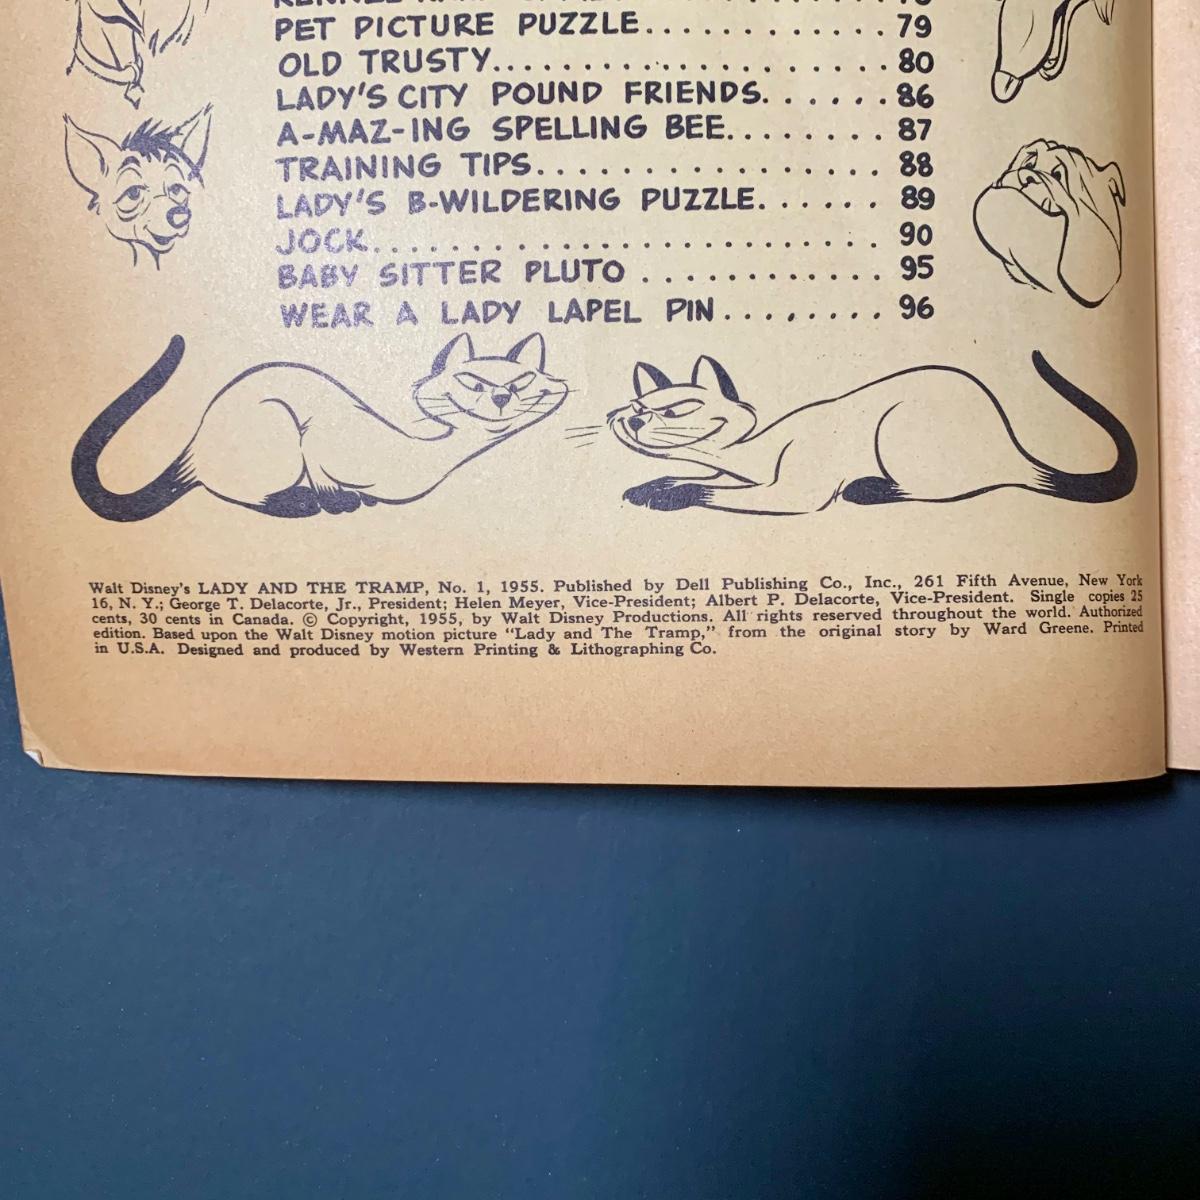 PET PICTURE PUZZLE............. 79
OLD TRUSTY................... 80
LADY'S CITY POUND FRIENDS...... 86
A-MAZ-ING SPELLING BEE........ 87
TRAINING TIPS................. 88
LADY'S B-WILDERING PUZZLE...... 89
JOCK........................ 90
BABY SITTER PLUTO ............ 95
WEAR A LADY LAPEL PIN........ 96
Walt Disney's LADY AND THE TRAMP, No. 1, 1955. Published by Dell Publishing Co., Inc., 261 Fifth Avenue, New York
16, N. Y.; George T. Delacorte, Jr., President; Helen Meyer, Vice-President; Albert P. Delacorte, Vice-President. Single copies 25
cents, 30 cents in Canada. © Copyright, 1955, by Walt Disney Productions. All rights reserved throughout the world. Authorized
edition. Based upon the Walt Disney motion picture "Lady and The Tramp," from the original story by Ward Greene. Printed
in U.S.A. Designed and produced by Western Printing & Lithographing Co.